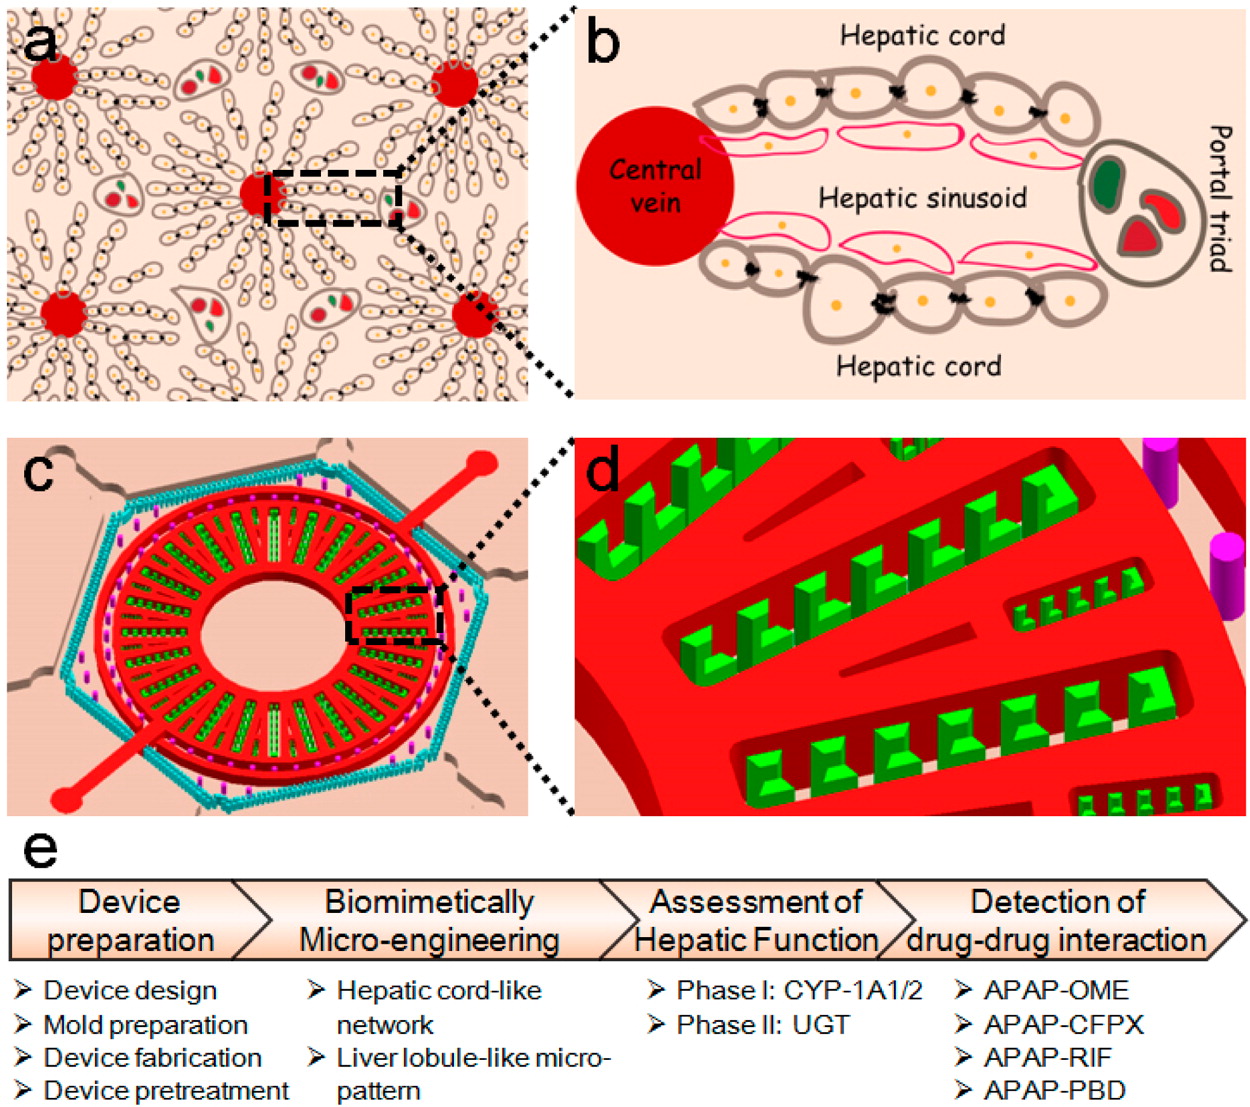 a
b
Hepatic cord
Central
vein
Hepatic sinusoid
Portal triad
Hepatic cord
c
d
e
Device
preparation
Biomimetically
Micro-engineering
Assessment of
Hepatic Function
Detection of
drug-drug interaction
➢ Device design
➢ Mold preparation
➢ Device fabrication
➢ Device pretreatment
➢ Hepatic cord-like
network
➢ Liver lobule-like micro-
pattern
➢ Phase I: CYP-1A1/2
➢ Phase II: UGT
➢ APAP-OME
➢ APAP-CFPX
➢ APAP-RIF
➢ APAP-PBD